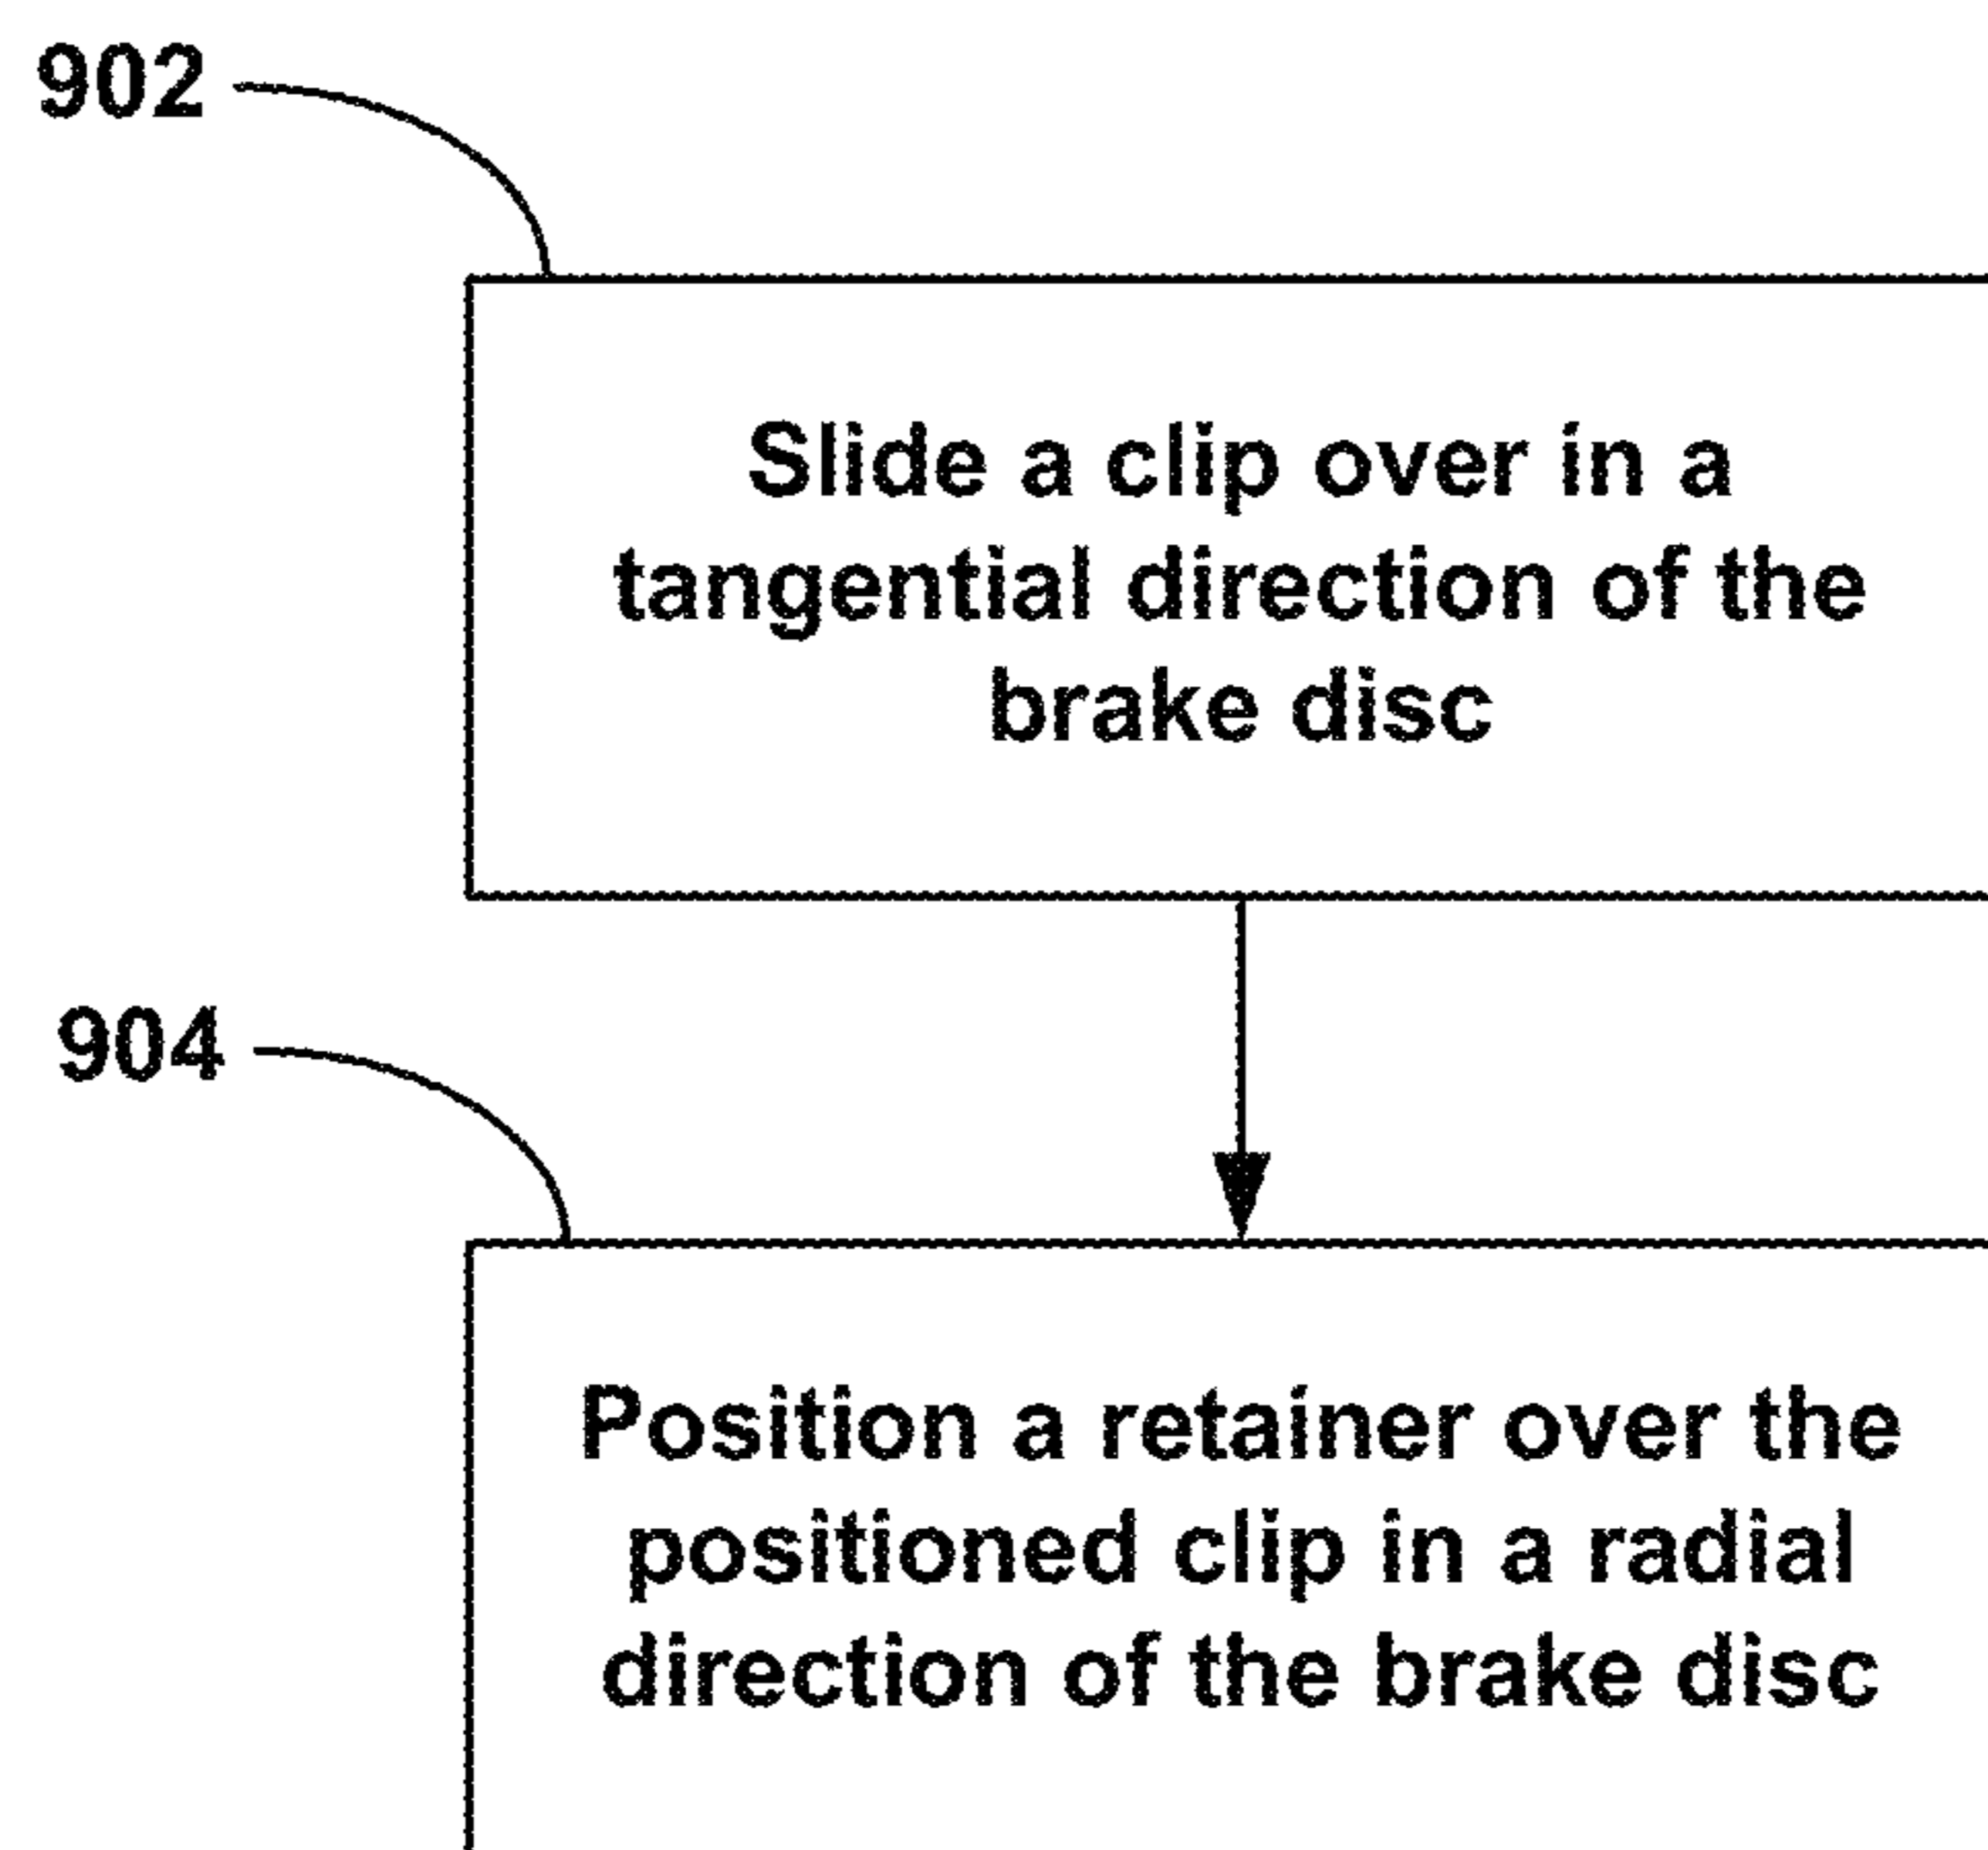 902
Slide a clip over in a
tangential direction of the
brake disc
904
Position a retainer over the
positioned clip in a radial
direction of the brake disc